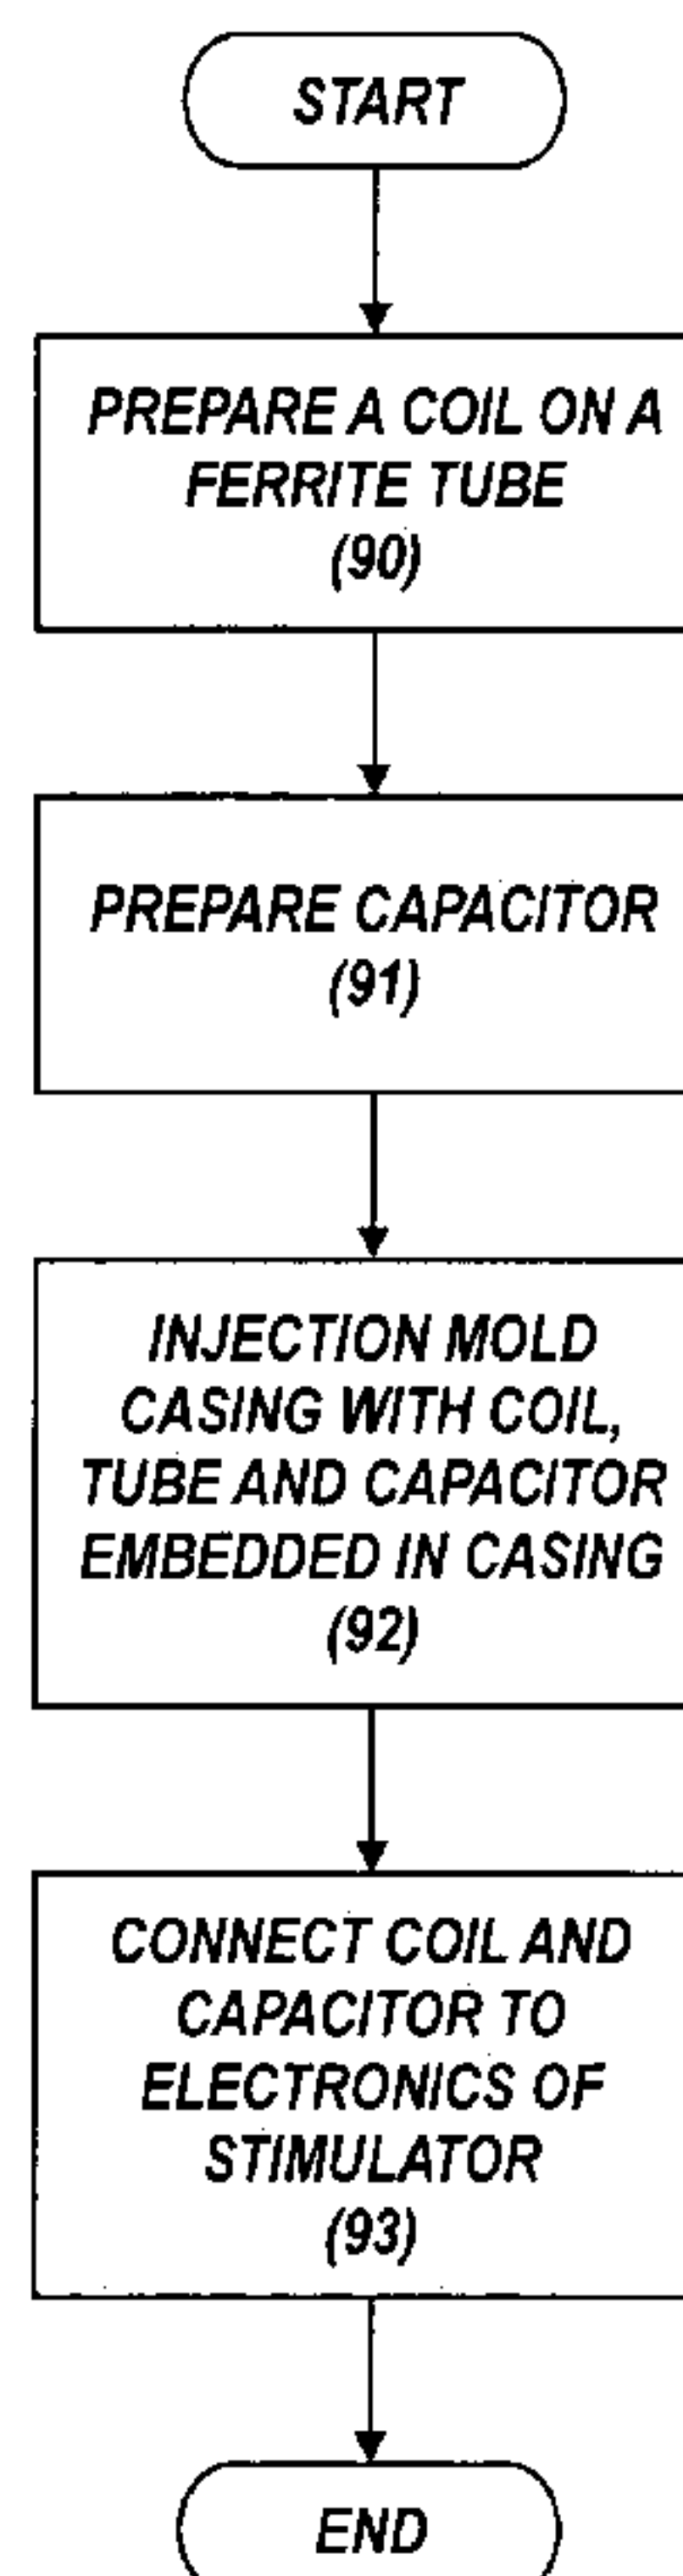 START
PREPARE A COIL ON A
FERRITE TUBE
(90)
PREPARE CAPACITOR
(91)
INJECTION MOLD
CASING WITH COIL,
TUBE AND CAPACITOR
EMBEDDED IN CASING
(92)
CONNECT COIL AND
CAPACITOR TO
ELECTRONICS OF
STIMULATOR
(93)
END